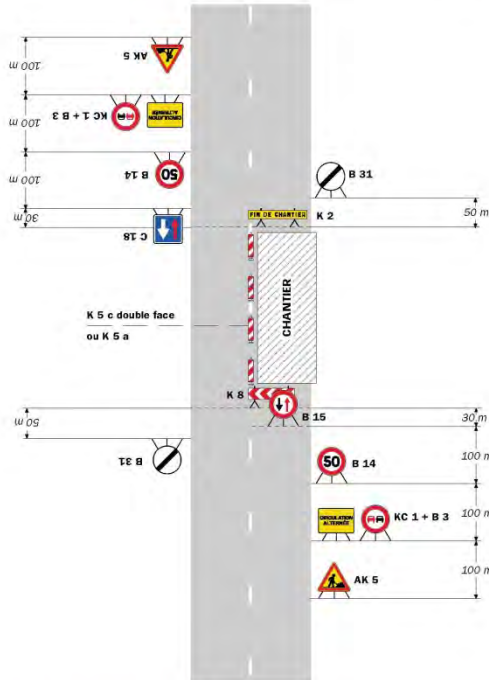 AK 5
100 m
KC 1 + B 3
CIRCULATION
ALTERNÉE
100 m
50
B 14
100 m
C 18
30 m
B 31
FIN DE CHANTIER
K 2
50 m
K 5 c double face
ou K 5 a
CHANTIER
K 8
B 15
50 m
B 31
30 m
50
B 14
100 m
CIRCULATION
ALTERNÉE
KC 1 + B 3
100 m
AK 5
100 m